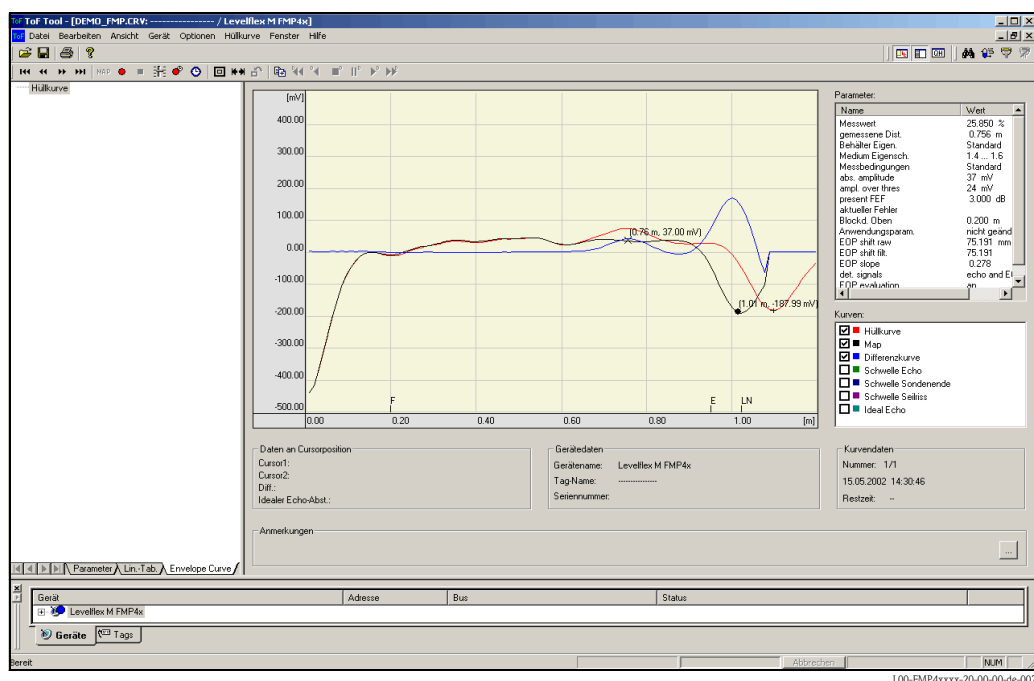 ToF Tool - [DEMO_FMP.CRV: ---------------- / Levelflex M FMP4x]
Datei Bearbeiten Ansicht Gerät Optionen Hüllkurve Fenster Hilfe
MAP
Hüllkurve
[mV]
400.00
300.00
200.00
100.00
0.00
-100.00
-200.00
-300.00
-400.00
-500.00
(0.76 m, 37.00 mV)
(1.01 m, -187.99 mV)
F E LN
0.00 0.20 0.40 0.60 0.80 1.00 [m]
Parameter:
Name Wert
Messwert 25.850 %
gemessene Dist. 0.756 m
Behälter Eigen. Standard
Medium Eigensch. 1.4 ... 1.6
Messbedingungen Standard
abs. amplitude 37 mV
ampl. over thres 24 mV
present FEF 3.000 dB
aktueller Fehler
Blockd. Oben 0.200 m
Anwendungsparam. nicht geänd
EOP shift raw 75.191 mm
EOP shift filt. 75.191
EOP slope 0.278
det. signals echo and E
EOP evaluation an
Kurven:
Hüllkurve
Map
Differenzkurve
Schwelle Echo
Schwelle Sondenende
Schwelle Seilriss
Ideal Echo
Daten an Cursorposition
Cursor1:
Cursor2:
Diff.:
Idealer Echo-Abst.:
Gerätedaten
Gerätename: Levelflex M FMP4x
Tag-Name: ----------------
Seriennummer:
Kurvendaten
Nummer: 1/1
15.05.2002 14:30:46
Restzeit: --
Anmerkungen
...
Parameter Lin.-Tab. Envelope Curve
Gerät Adresse Bus Status
Levelflex M FMP4x
Geräte Tags
Bereit Abbrechen NUM